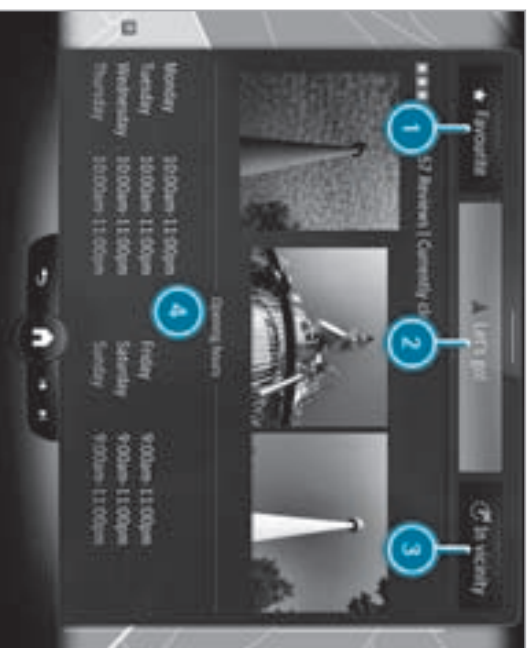 ★ Favourite
1
Let's go!
2
In vicinity
3
57 Reviews | Currently
Opening hours
4
Monday 10:00am-11:00pm
Tuesday 10:00am-11:00pm
Wednesday 10:00am-11:00pm
Thursday 10:00am-11:00pm
Friday 9:00am-11:00pm
Saturday 9:00am-11:00pm
Sunday 9:00am-11:00pm